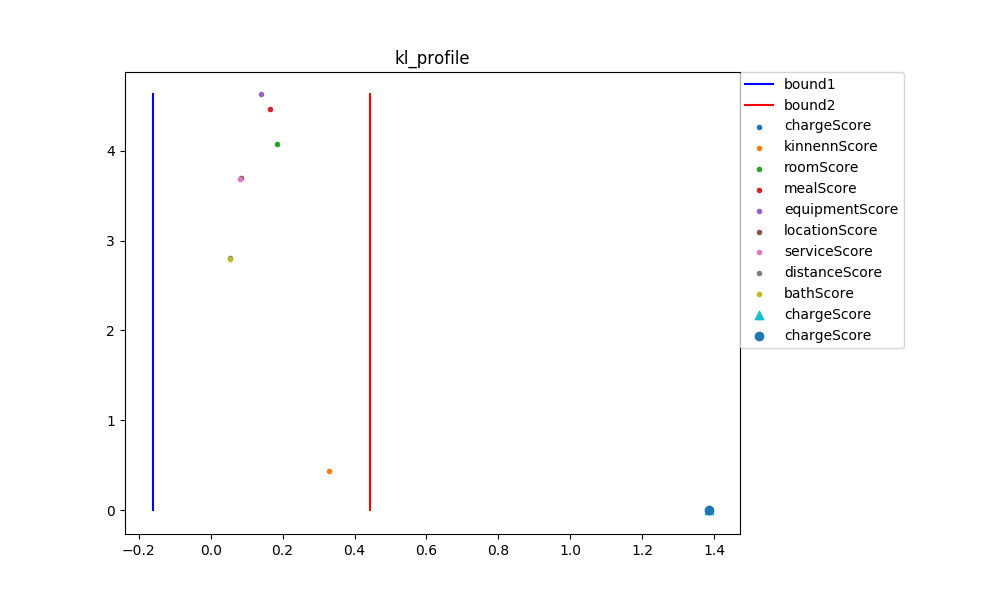 kl_profile
bound1
bound2
chargeScore
kinnennScore
roomScore
mealScore
equipmentScore
locationScore
serviceScore
distanceScore
bathScore
chargeScore
chargeScore
4
3
2
1
0
−0.2 0.0 0.2 0.4 0.6 0.8 1.0 1.2 1.4